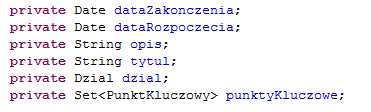 private Date dataZakonczenia;
private Date dataRozpoczecia;
private String opis;
private String tytul;
private Dzial dzial;
private Set<PunktKluczowy> punktyKluczowe;